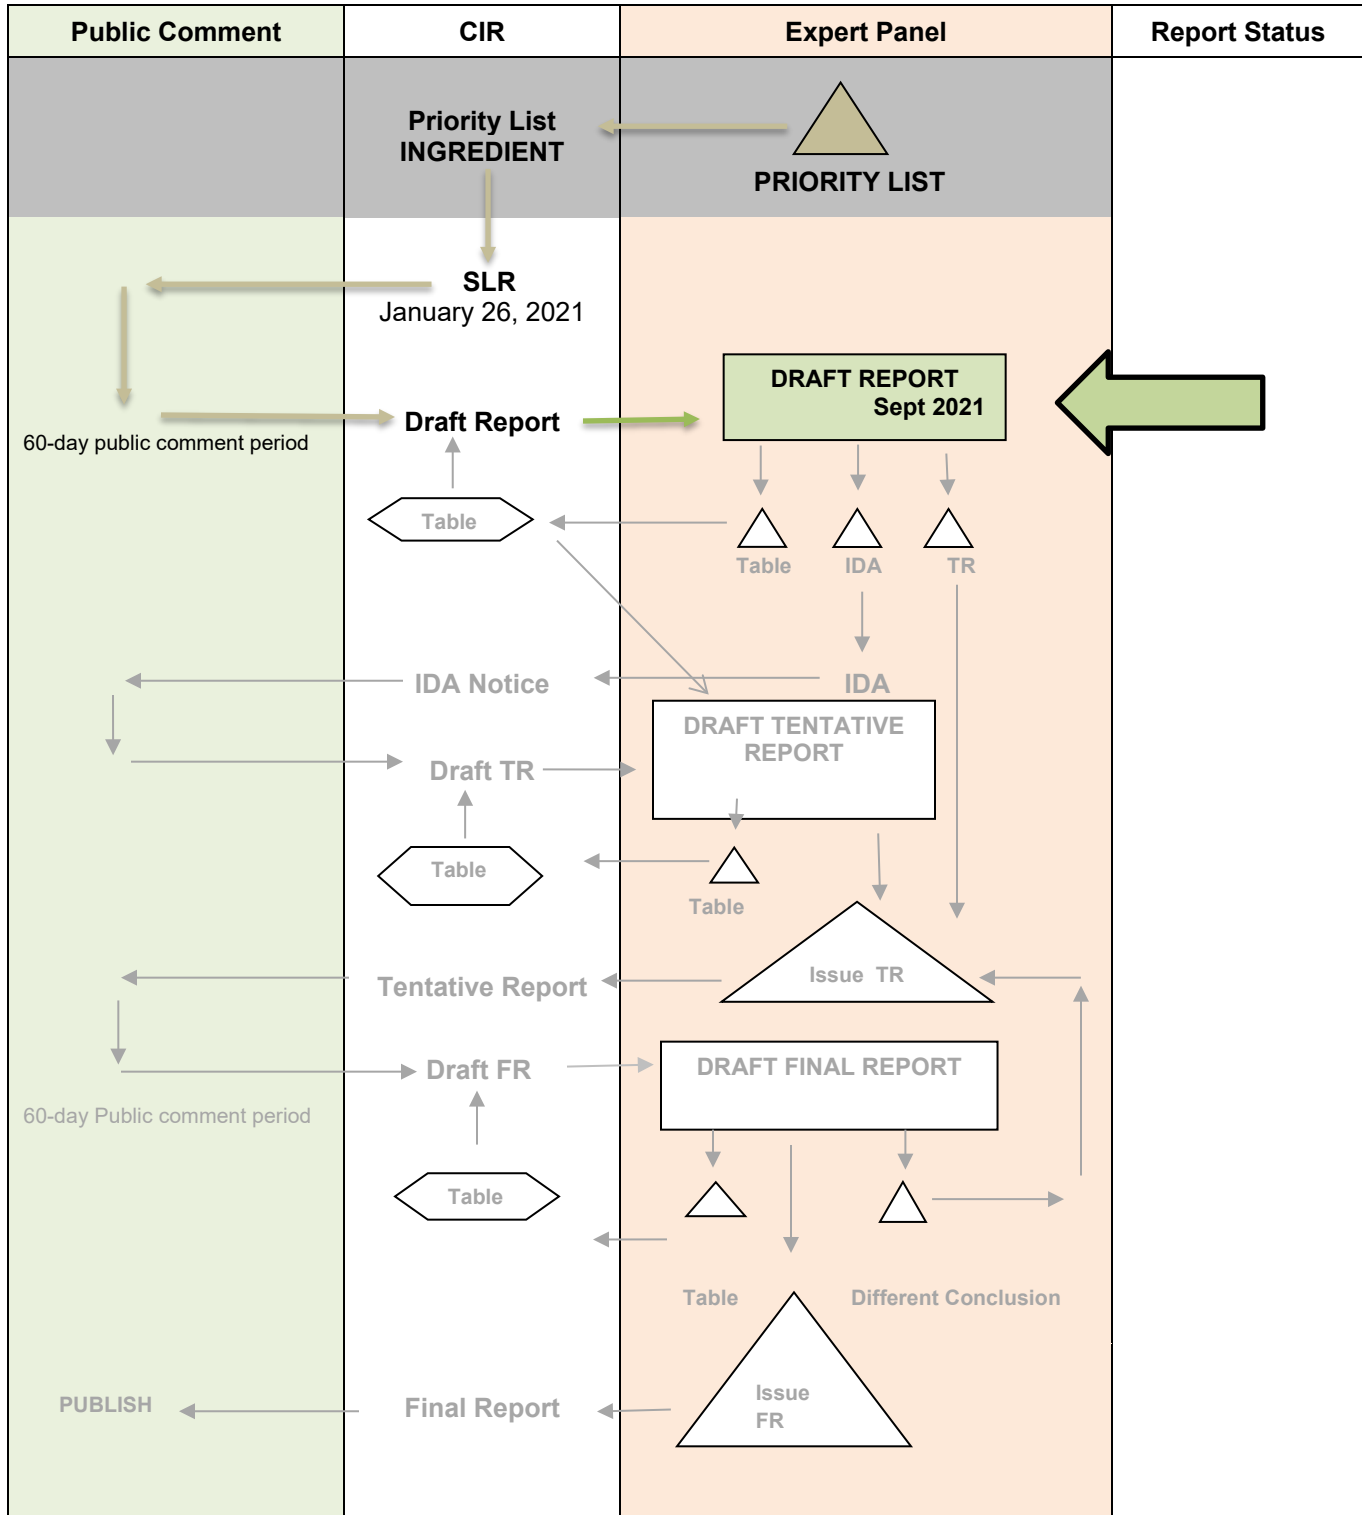 Public Comment
CIR
Expert Panel
Report Status
Priority List
INGREDIENT
PRIORITY LIST
SLR
January 26, 2021
DRAFT REPORT
Sept 2021
60-day public comment period
Draft Report
Table
Table
IDA
TR
IDA Notice
IDA
DRAFT TENTATIVE
REPORT
Draft TR
Table
Table
Tentative Report
Issue TR
Draft FR
DRAFT FINAL REPORT
60-day Public comment period
Table
Table
Different Conclusion
PUBLISH
Final Report
Issue
FR